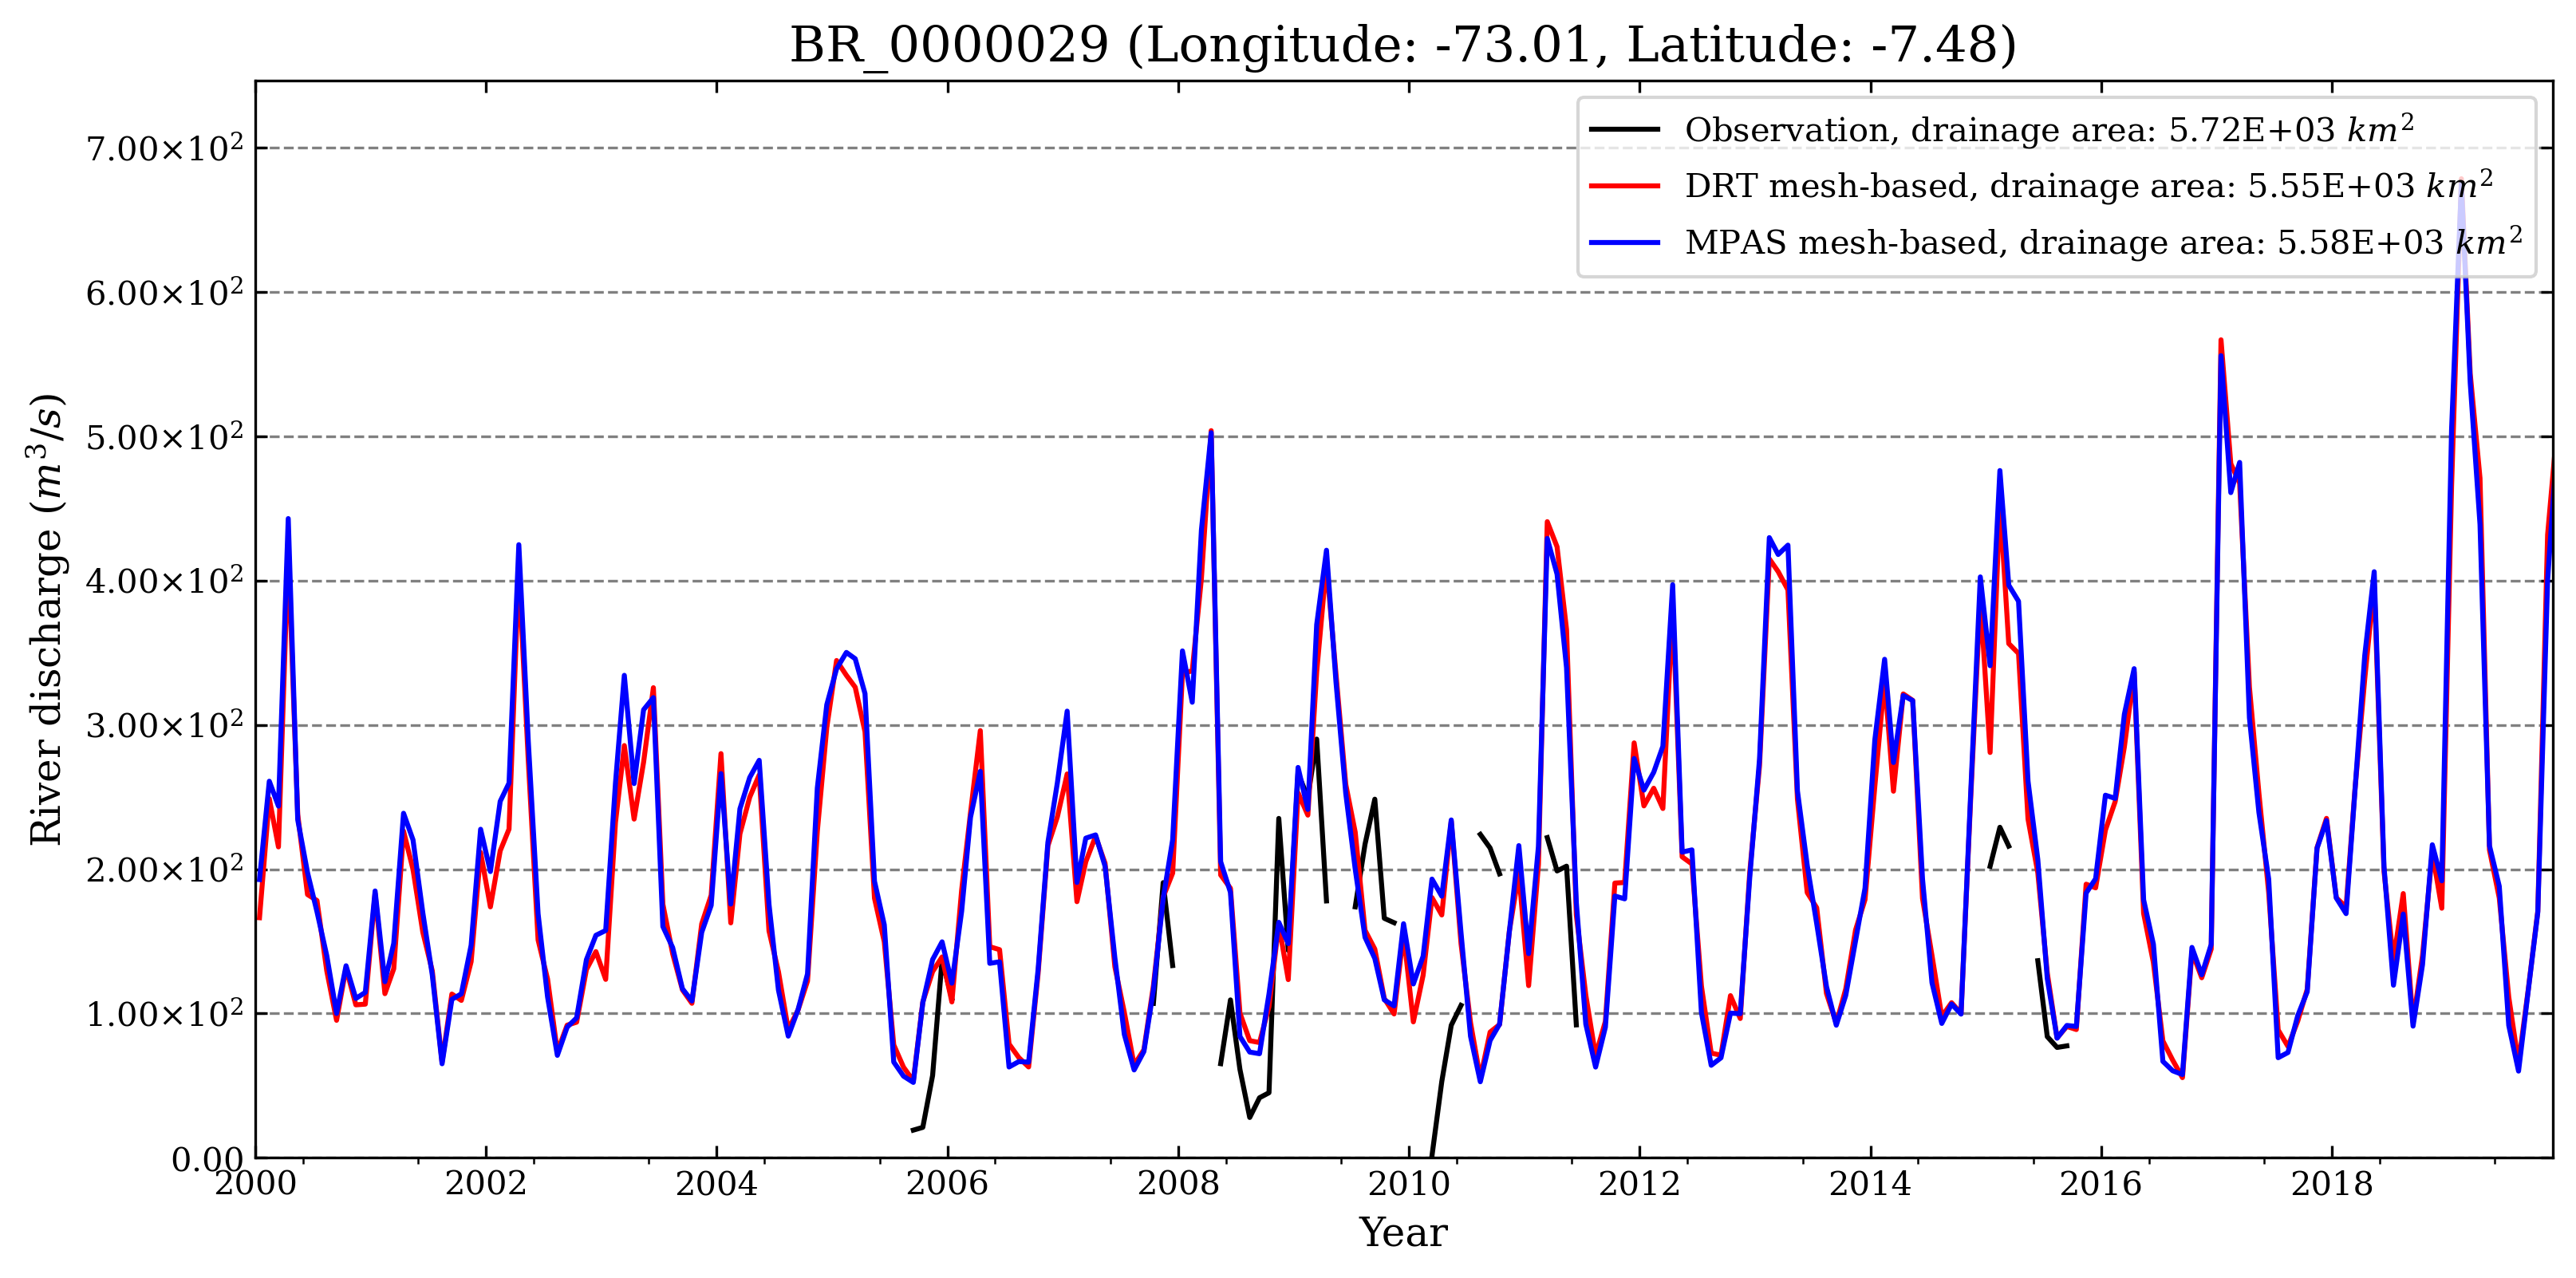 BR_0000029 (Longitude: -73.01, Latitude: -7.48)
Observation, drainage area: 5.72E+03 km²
DRT mesh-based, drainage area: 5.55E+03 km²
MPAS mesh-based, drainage area: 5.58E+03 km²
River discharge (m³/s)
7.00×10²
6.00×10²
5.00×10²
4.00×10²
3.00×10²
2.00×10²
1.00×10²
0.00
2000 2002 2004 2006 2008 2010 2012 2014 2016 2018
Year